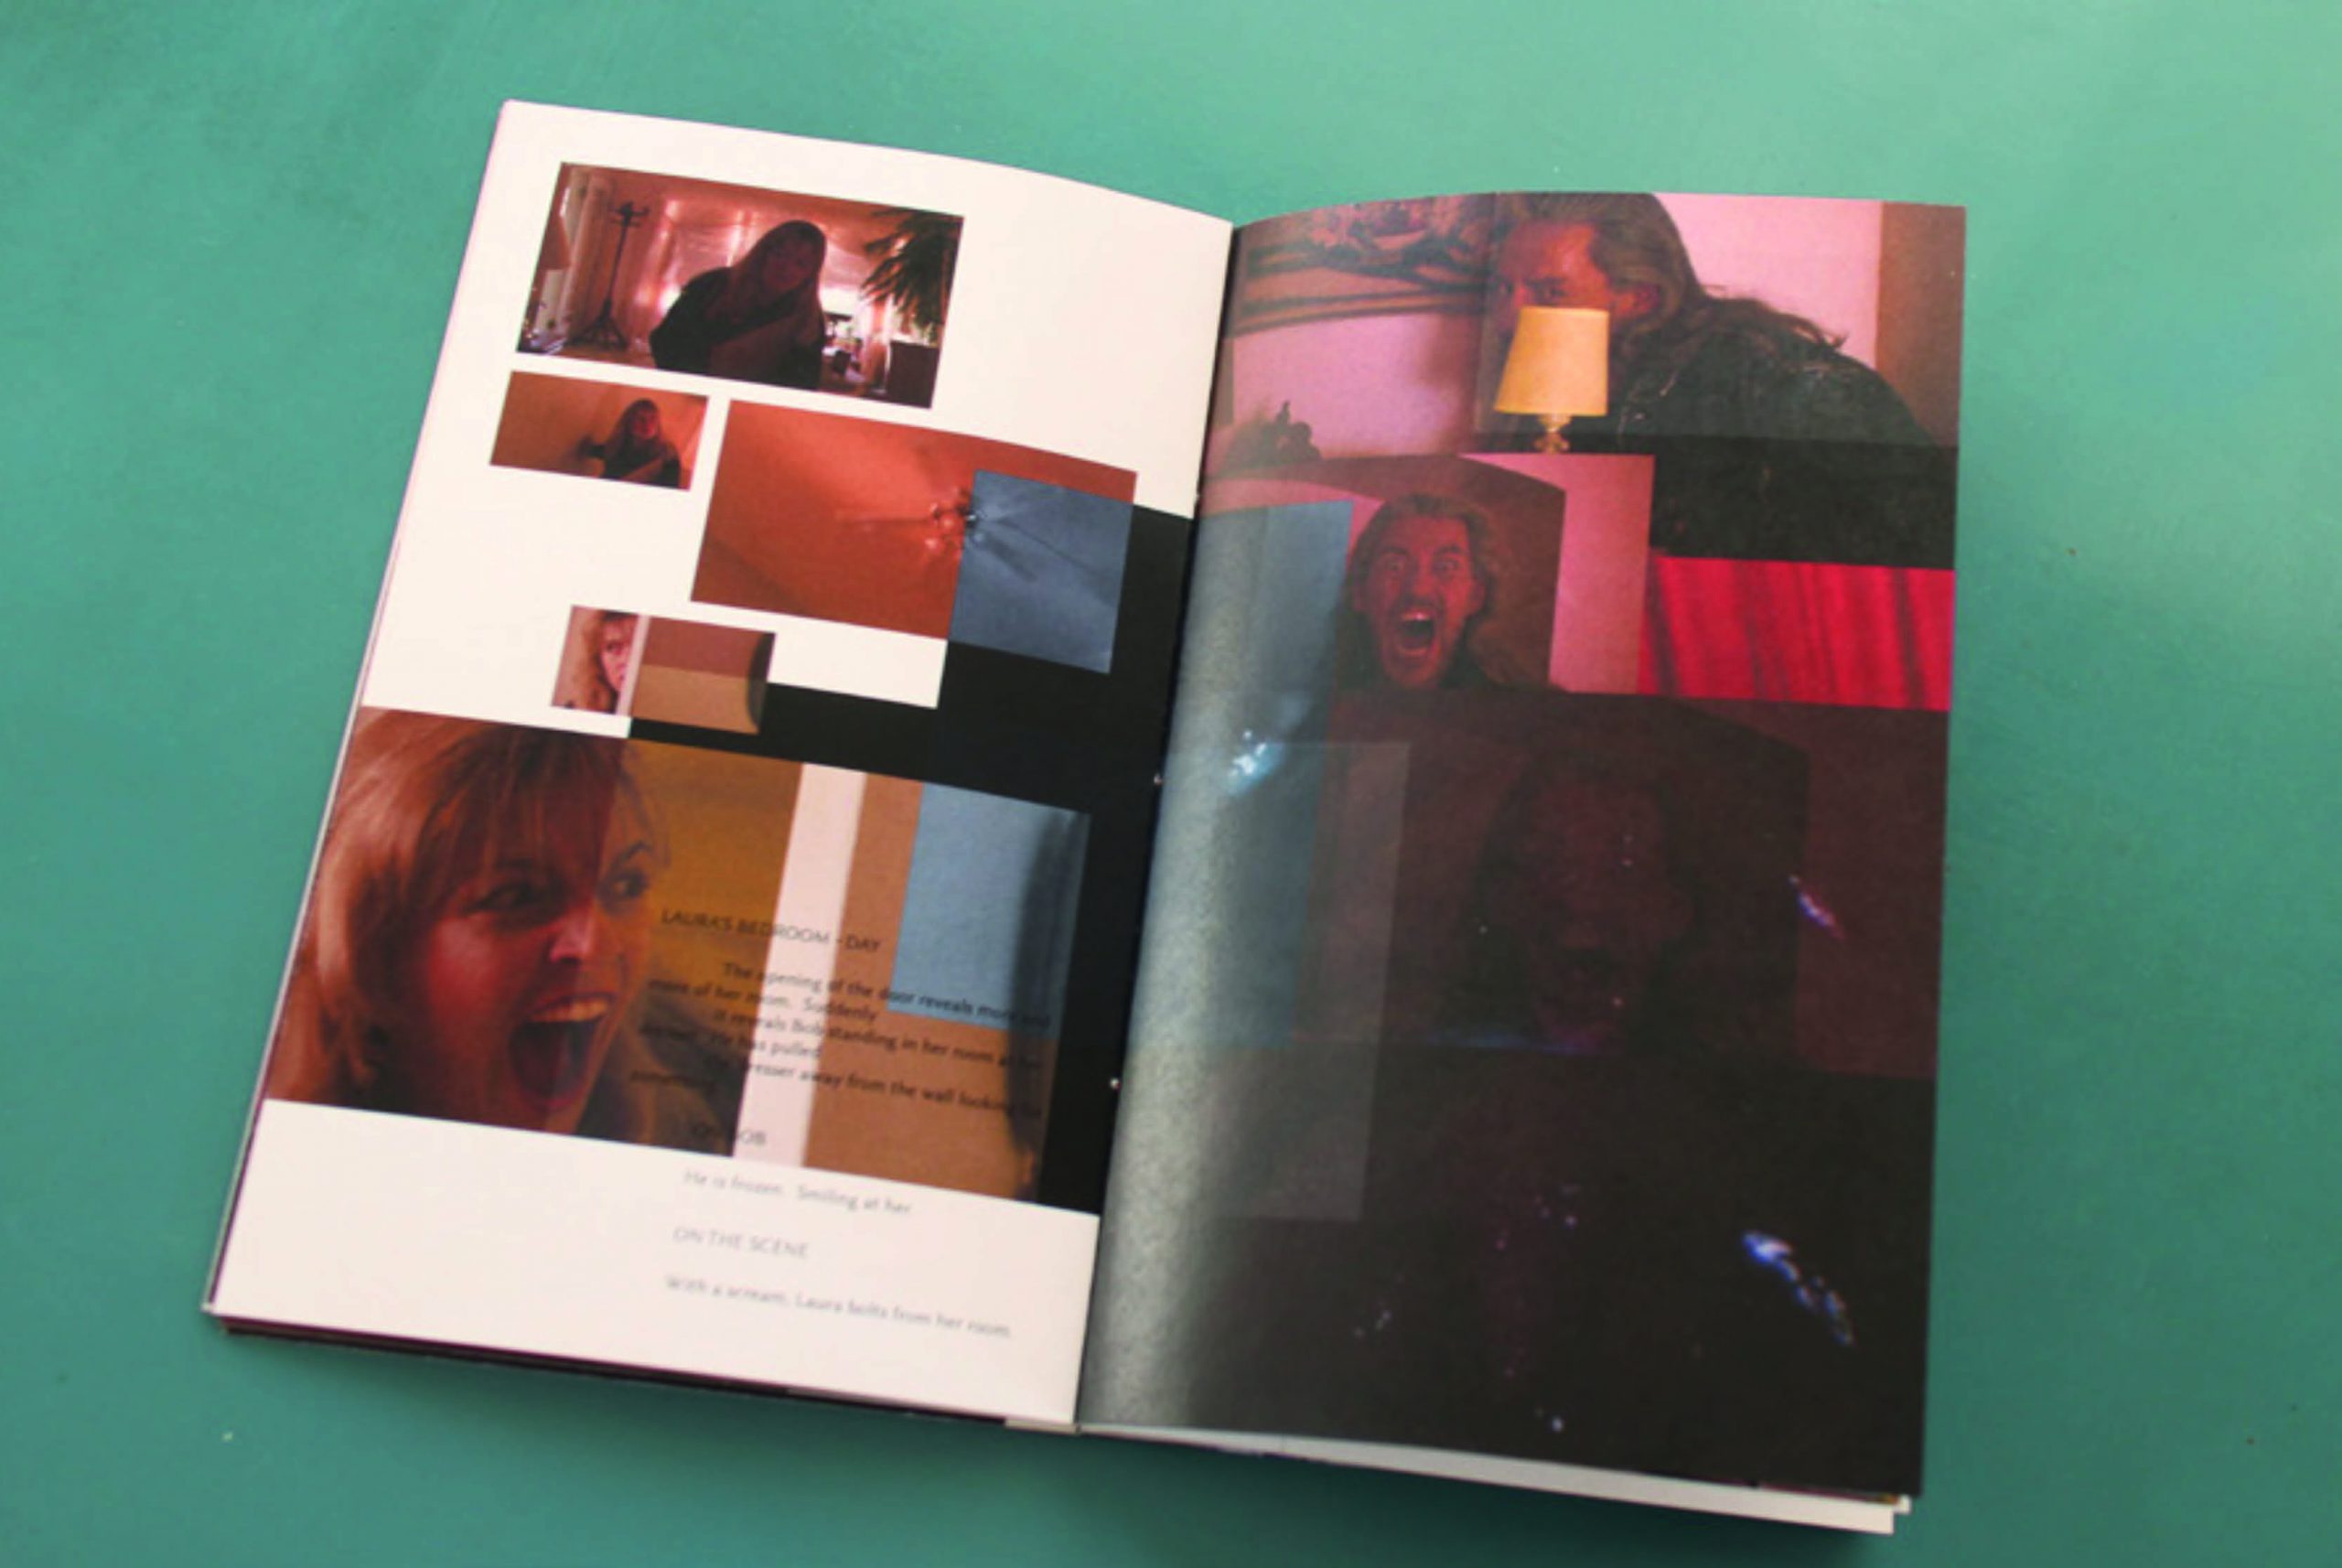 LAURA'S BEDROOM - DAY
The opening of the door reveals more and
more of her room. Suddenly
it reveals Bob standing in her room at her
dresser. He has pulled
the dresser away from the wall looking for
something
ON BOB
He is frozen. Smiling at her.
ON THE SCENE
With a scream, Laura bolts from her room.